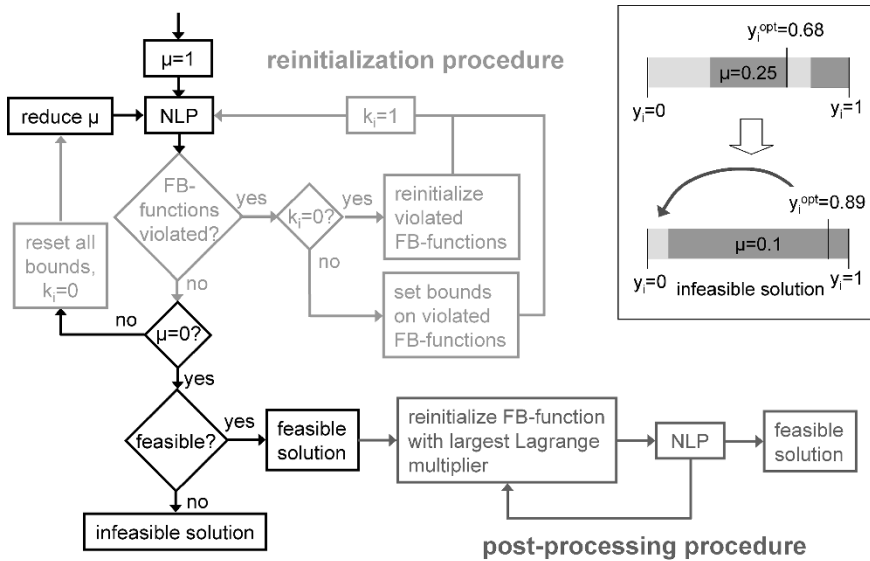 μ=1
reinitialization procedure
reduce μ
NLP
kᵢ=1
FB-
functions
violated?
yes
kᵢ=0?
yes
reinitialize
violated
FB-functions
reset all
bounds,
kᵢ=0
no
no
set bounds
on violated
FB-functions
no
μ=0?
yes
feasible?
yes
feasible
solution
reinitialize FB-function
with largest Lagrange
multiplier
NLP
feasible
solution
no
infeasible solution
post-processing procedure
yᵢᵒᵖᵗ=0.68
μ=0.25
yᵢ=0
yᵢ=1
yᵢᵒᵖᵗ=0.89
μ=0.1
yᵢ=0
infeasible solution
yᵢ=1